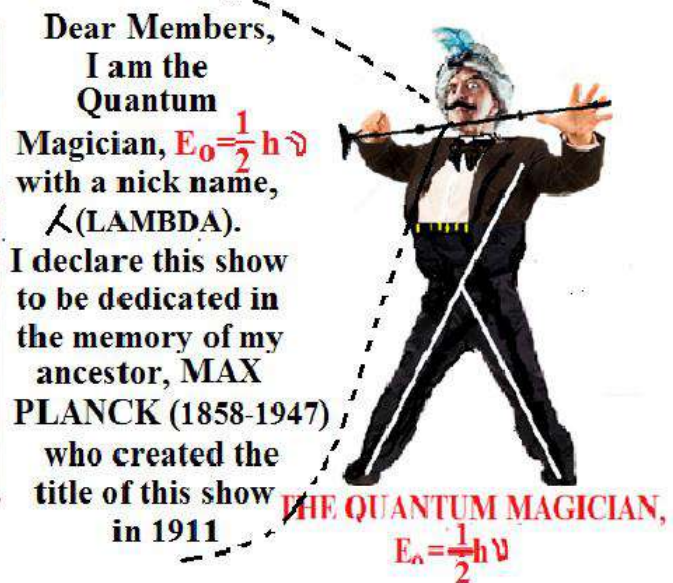 Dear Members,
I am the
Quantum
Magician, E₀=½hν
with a nick name,
λ(LAMBDA).
I declare this show
to be dedicated in
the memory of my
ancestor, MAX
PLANCK (1858-1947)
who created the
title of this show
in 1911
THE QUANTUM MAGICIAN,
E₀=½hν